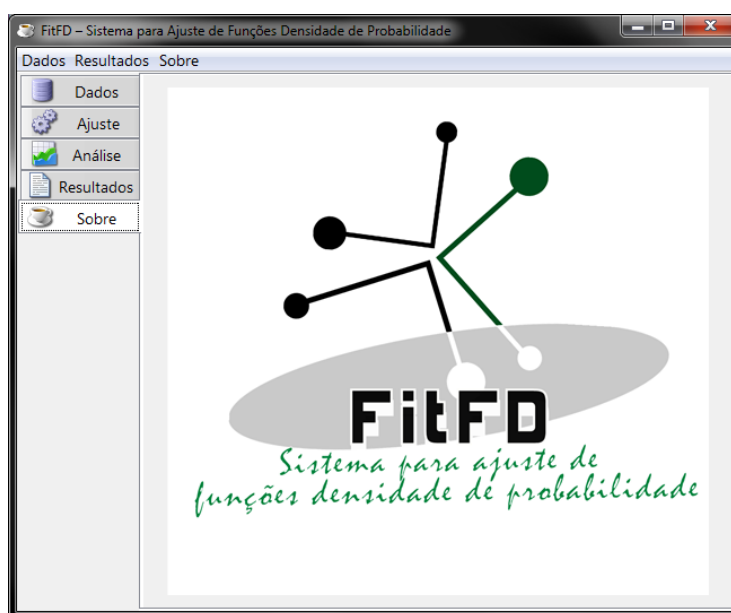 FitFD – Sistema para Ajuste de Funções Densidade de Probabilidade
Dados Resultados Sobre
Dados
Ajuste
Análise
Resultados
Sobre
FitFD
Sistema para ajuste de
funções densidade de probabilidade